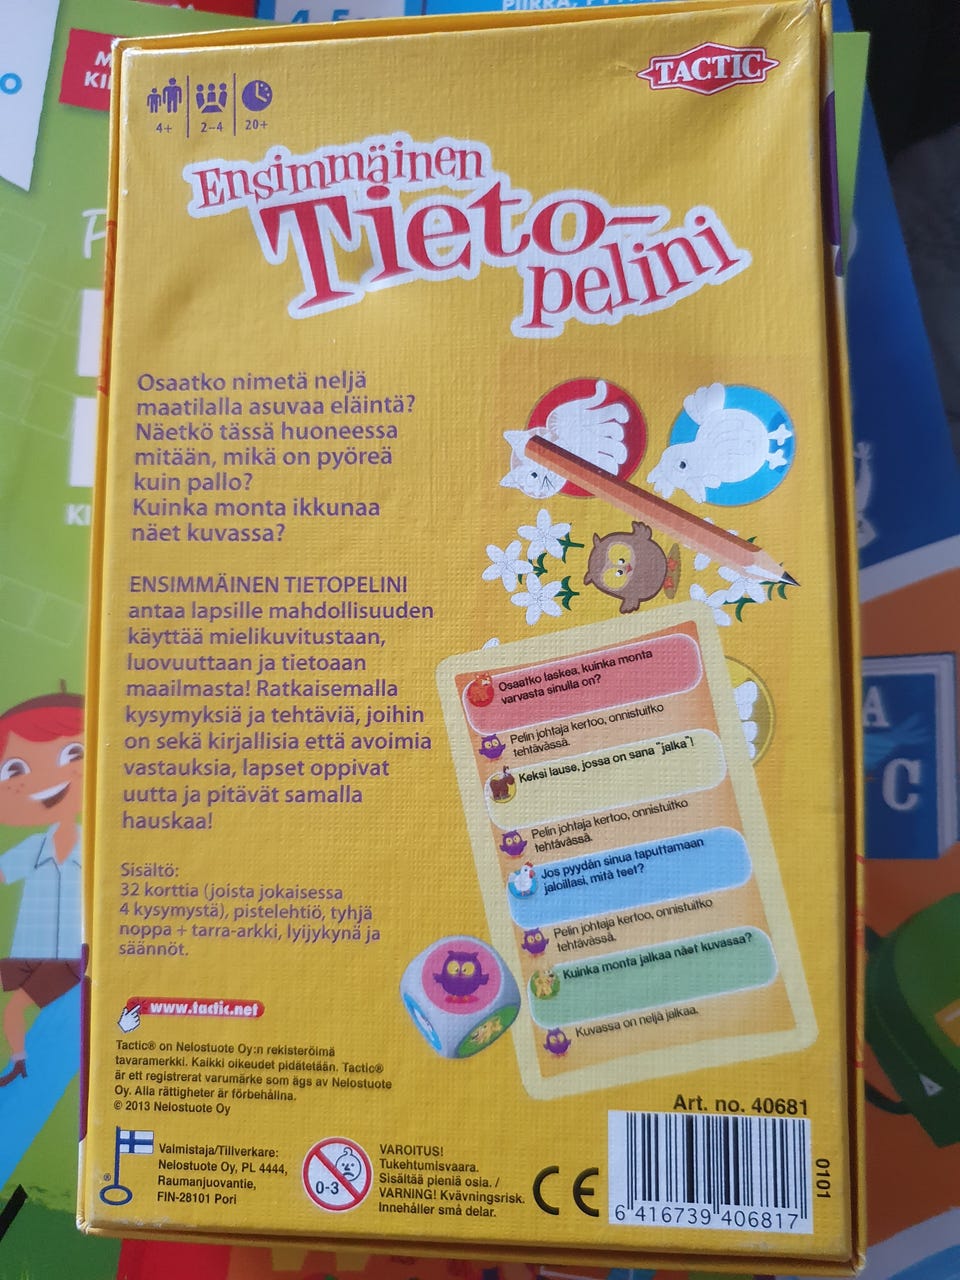 TACTIC
4+
2–4
20+
Ensimmäinen
Tieto-
pelini
Osaatko nimetä neljä
maatilalla asuvaa eläintä?
Näetkö tässä huoneessa
mitään, mikä on pyöreä
kuin pallo?
Kuinka monta ikkunaa
näet kuvassa?
ENSIMMÄINEN TIETOPELINI
antaa lapsille mahdollisuuden
käyttää mielikuvitustaan,
luovuuttaan ja tietoaan
maailmasta! Ratkaisemalla
kysymyksiä ja tehtäviä, joihin
on sekä kirjallisia että avoimia
vastauksia, lapset oppivat
uutta ja pitävät samalla
hauskaa!
Sisältö:
32 korttia (joista jokaisessa
4 kysymystä), pistelehtiö, tyhjä
noppa + tarra-arkki, lyijykynä ja
säännöt.
Osaatko laskea, kuinka monta
varvasta sinulla on?
Pelin johtaja kertoo, onnistuitko
tehtävässä.
Keksi lause, jossa on sana "jalka"!
Pelin johtaja kertoo, onnistuitko
tehtävässä.
Jos pyydän sinua taputtamaan
jaloillasi, mitä teet?
Pelin johtaja kertoo, onnistuitko
tehtävässä.
Kuinka monta jalkaa näet kuvassa?
Kuvassa on neljä jalkaa.
www.tactic.net
Tactic® on Nelostuote Oy:n rekisteröimä
tavaramerkki. Kaikki oikeudet pidätetään. Tactic®
är ett registrerat varumärke som ägs av Nelostuote
Oy. Alla rättigheter är förbehållna.
© 2013 Nelostuote Oy
®
Valmistaja/Tillverkare:
Nelostuote Oy, PL 4444,
Raumanjuovantie,
FIN-28101 Pori
0-3
VAROITUS!
Tukehtumisvaara.
Sisältää pieniä osia. /
VARNING! Kvävningsrisk.
Innehåller små delar.
CE
Art. no. 40681
6 416739 406817
0101
A
C